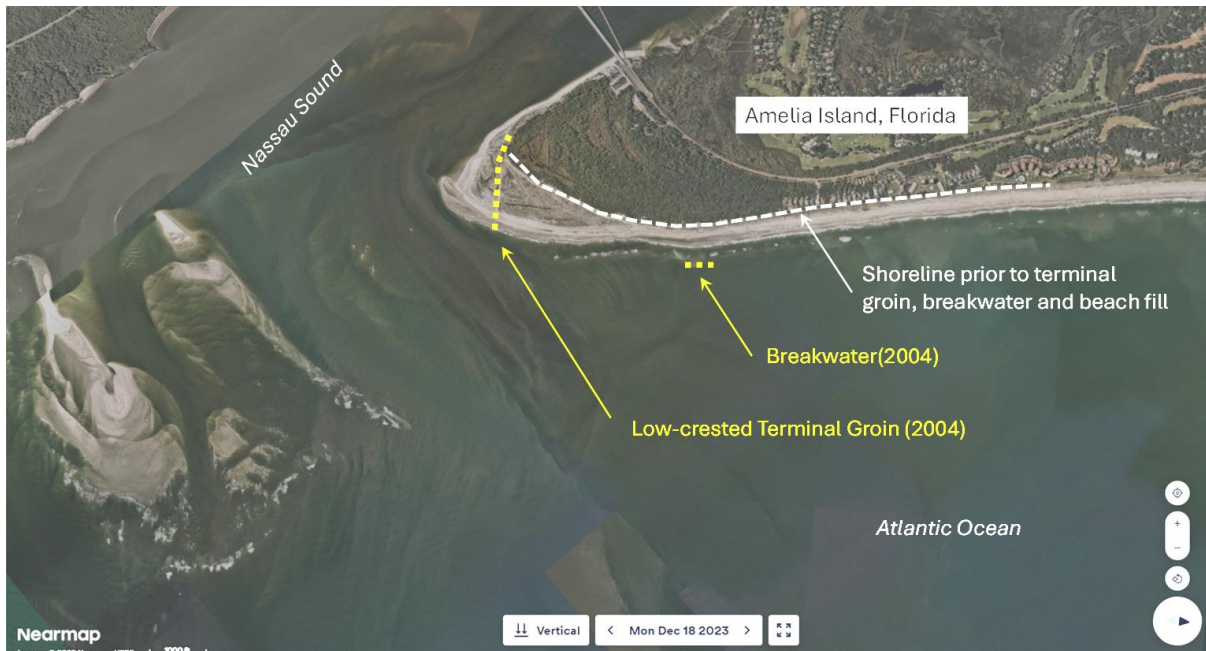 Nassau Sound
Amelia Island, Florida
Shoreline prior to terminal
groin, breakwater and beach fill
Breakwater(2004)
Low-crested Terminal Groin (2004)
Atlantic Ocean
Nearmap
Vertical
Mon Dec 18 2023